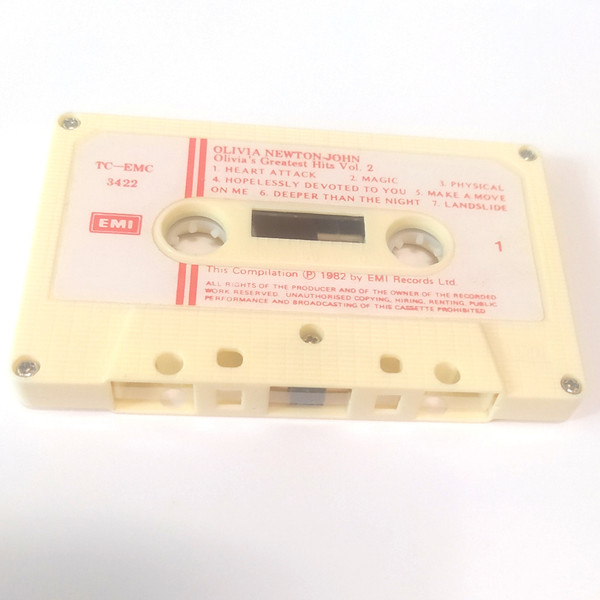 TC-EMC
3422
EMI
OLIVIA NEWTON-JOHN
Olivia's Greatest Hits Vol. 2
1. HEART ATTACK 2. MAGIC 3. PHYSICAL
4. HOPELESSLY DEVOTED TO YOU 5. MAKE A MOVE
ON ME 6. DEEPER THAN THE NIGHT 7. LANDSLIDE
1
This Compilation Ⓟ 1982 by EMI Records Ltd.
ALL RIGHTS OF THE PRODUCER AND OF THE OWNER OF THE RECORDED
WORK RESERVED. UNAUTHORISED COPYING, HIRING, RENTING, PUBLIC
PERFORMANCE AND BROADCASTING OF THIS CASSETTE PROHIBITED